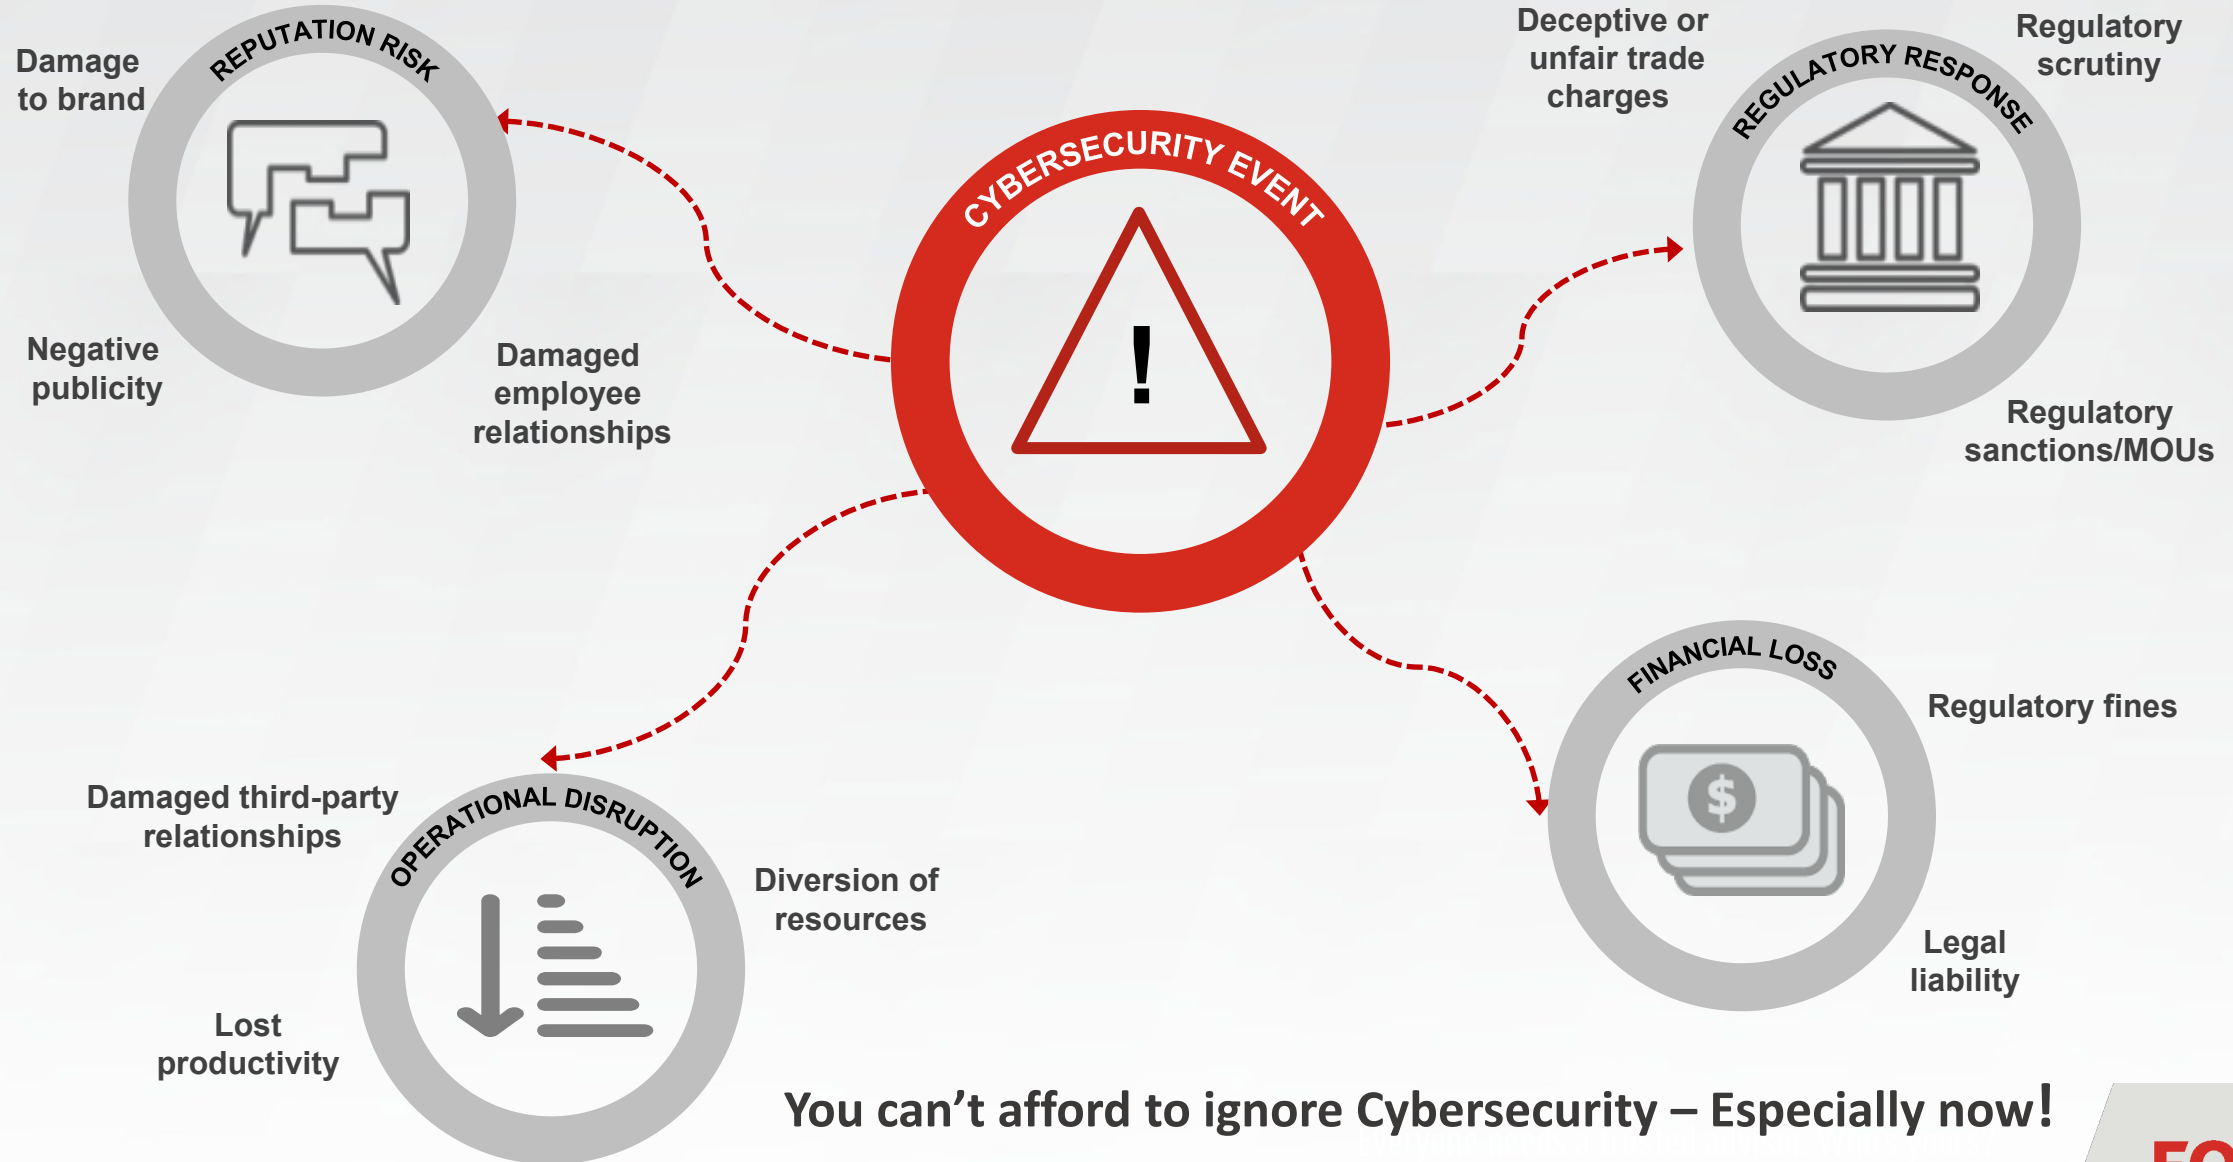 REPUTATION RISK
Damage
to brand
Negative
publicity
Damaged
employee
relationships
CYBERSECURITY EVENT
!
Deceptive or
unfair trade
charges
REGULATORY RESPONSE
Regulatory
scrutiny
Regulatory
sanctions/MOUs
OPERATIONAL DISRUPTION
Damaged third-party
relationships
Diversion of
resources
Lost
productivity
FINANCIAL LOSS
$
Regulatory fines
Legal
liability
You can’t afford to ignore Cybersecurity – Especially now!